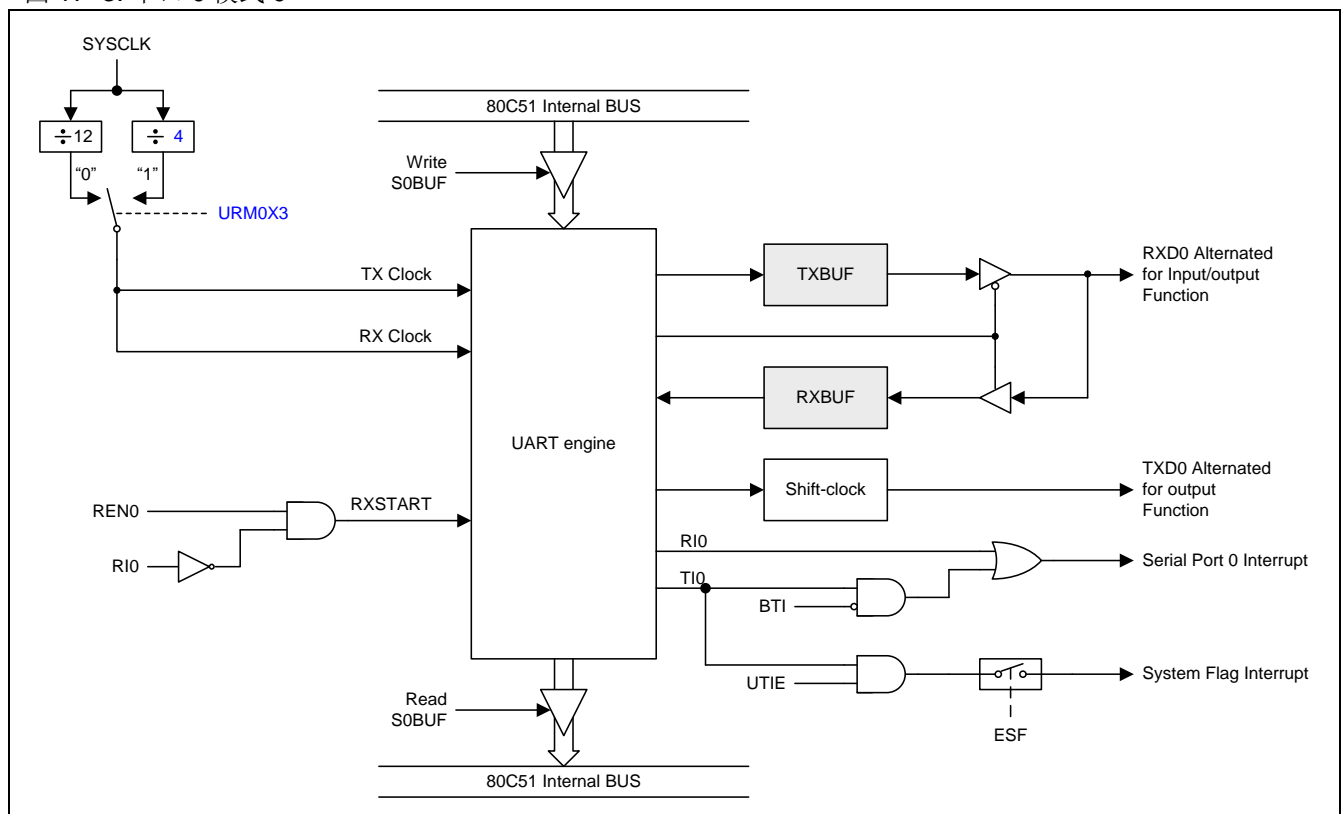 SYSCLK
÷12
÷ 4
"0"
"1"
URM0X3
80C51 Internal BUS
Write
S0BUF
TX Clock
RX Clock
TXBUF
RXD0 Alternated
for Input/output
Function
RXBUF
UART engine
Shift-clock
TXD0 Alternated
for output
Function
REN0
RXSTART
RI0
RI0
TI0
BTI
Serial Port 0 Interrupt
UTIE
System Flag Interrupt
ESF
Read
S0BUF
80C51 Internal BUS